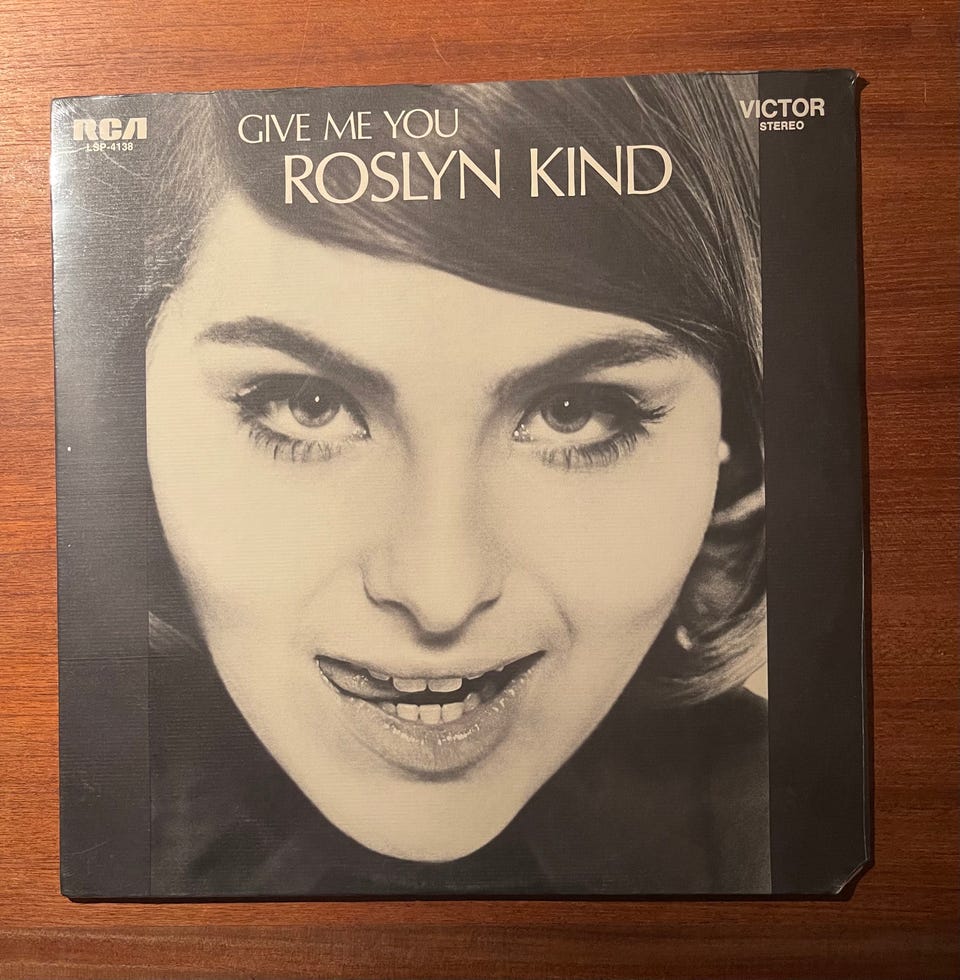 RCA
LSP-4138
GIVE ME YOU
ROSLYN KIND
VICTOR
STEREO